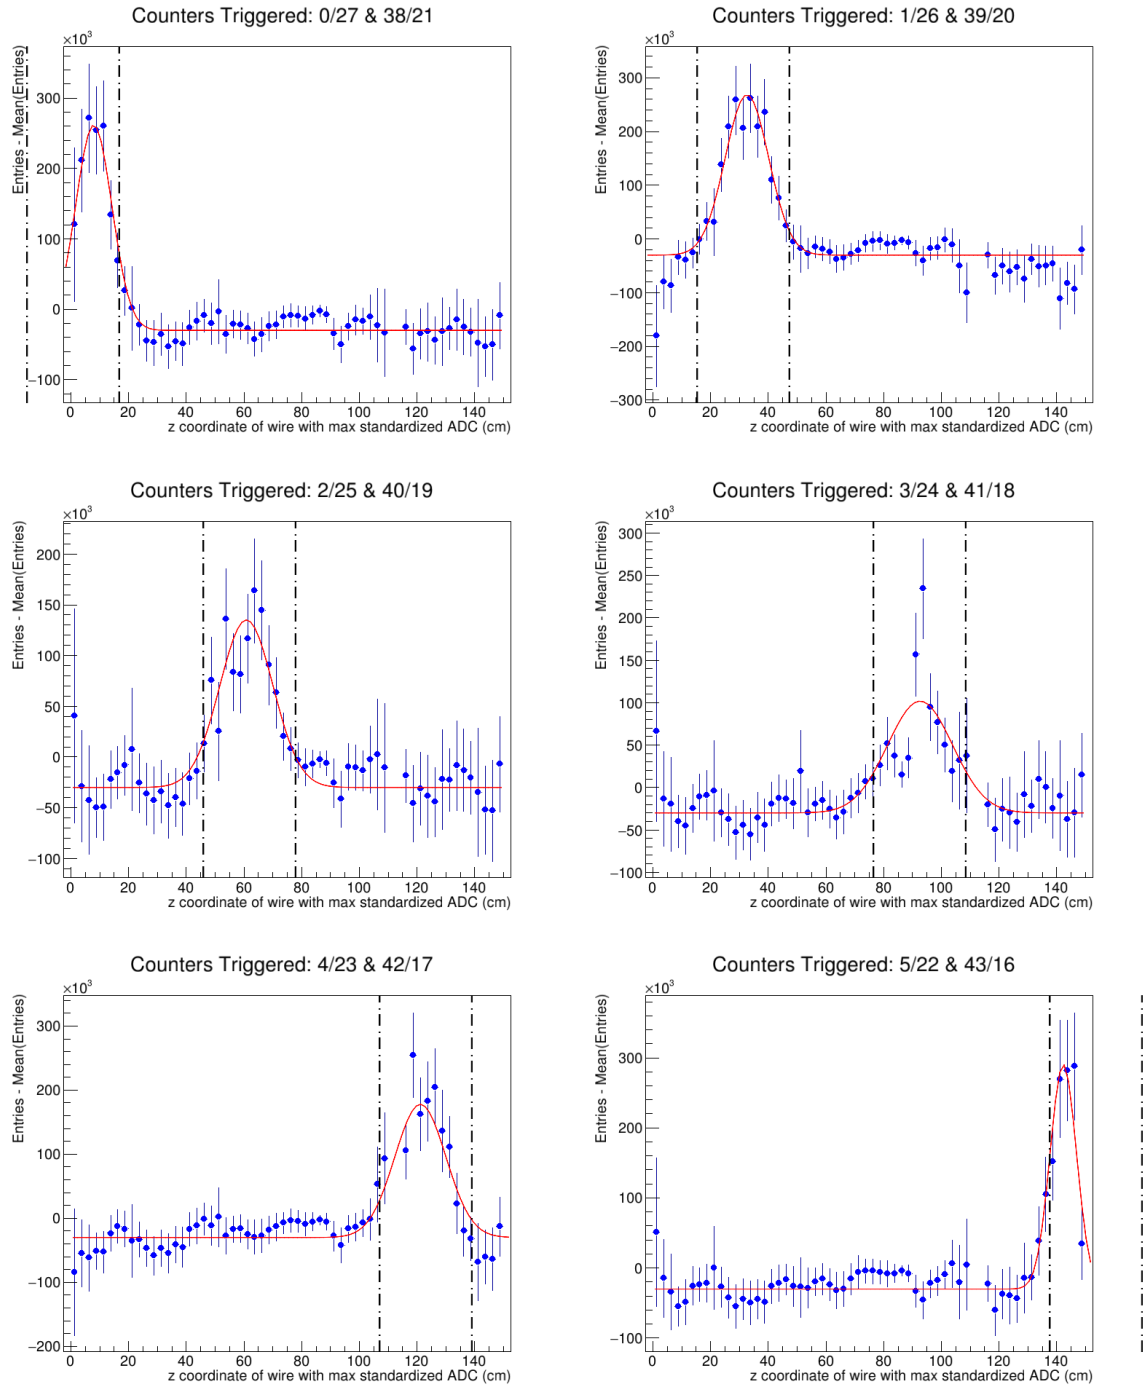 Counters Triggered: 0/27 & 38/21
×10³
Entries - Mean(Entries)
300
200
100
0
−100
0 20 40 60 80 100 120 140
z coordinate of wire with max standardized ADC (cm)
Counters Triggered: 1/26 & 39/20
×10³
Entries - Mean(Entries)
300
200
100
0
−100
−200
−300
0 20 40 60 80 100 120 140
z coordinate of wire with max standardized ADC (cm)
Counters Triggered: 2/25 & 40/19
×10³
Entries - Mean(Entries)
200
150
100
50
0
−50
−100
0 20 40 60 80 100 120 140
z coordinate of wire with max standardized ADC (cm)
Counters Triggered: 3/24 & 41/18
×10³
Entries - Mean(Entries)
300
250
200
150
100
50
0
−50
−100
0 20 40 60 80 100 120 140
z coordinate of wire with max standardized ADC (cm)
Counters Triggered: 4/23 & 42/17
×10³
Entries - Mean(Entries)
300
200
100
0
−100
−200
0 20 40 60 80 100 120 140
z coordinate of wire with max standardized ADC (cm)
Counters Triggered: 5/22 & 43/16
×10³
Entries - Mean(Entries)
300
200
100
0
−100
0 20 40 60 80 100 120 140
z coordinate of wire with max standardized ADC (cm)